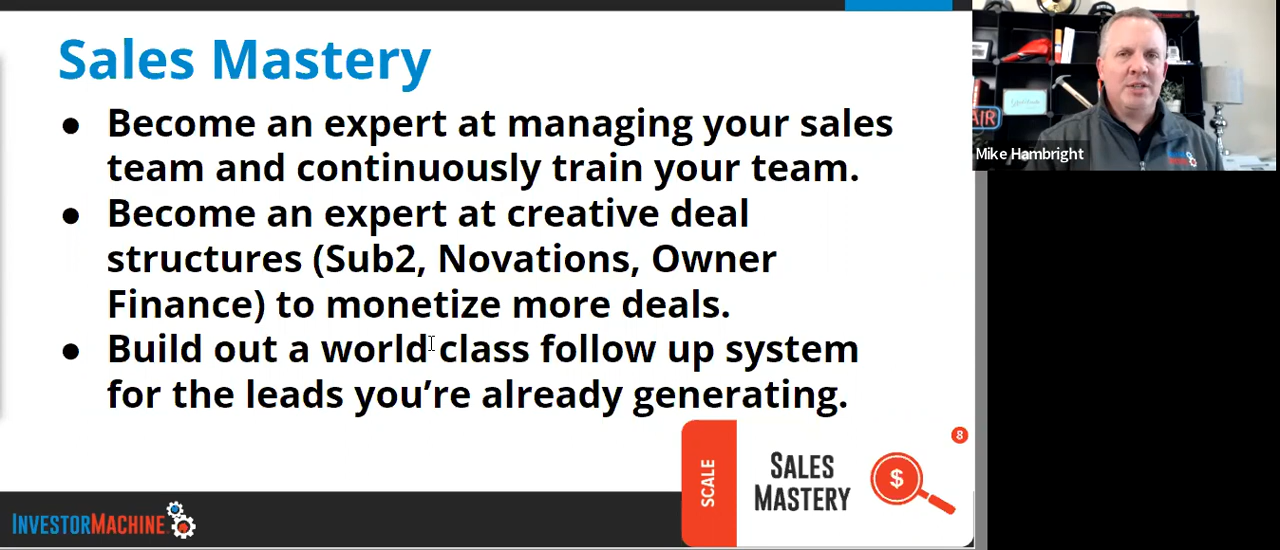 Sales Mastery
● Become an expert at managing your sales
team and continuously train your team.
● Become an expert at creative deal
structures (Sub2, Novations, Owner
Finance) to monetize more deals.
● Build out a world class follow up system
for the leads you’re already generating.
AIR
Mike Hambright
8
SCALE
SALES
MASTERY
$
INVESTORMACHINE